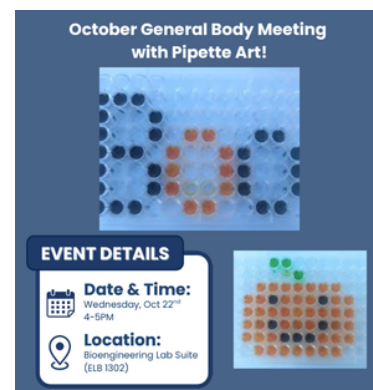 October General Body Meeting
with Pipette Art!
Boo
EVENT DETAILS
Date & Time:
Wednesday, Oct 22nd
4-5PM
Location:
Bioengineering Lab Suite
(ELB 1302)